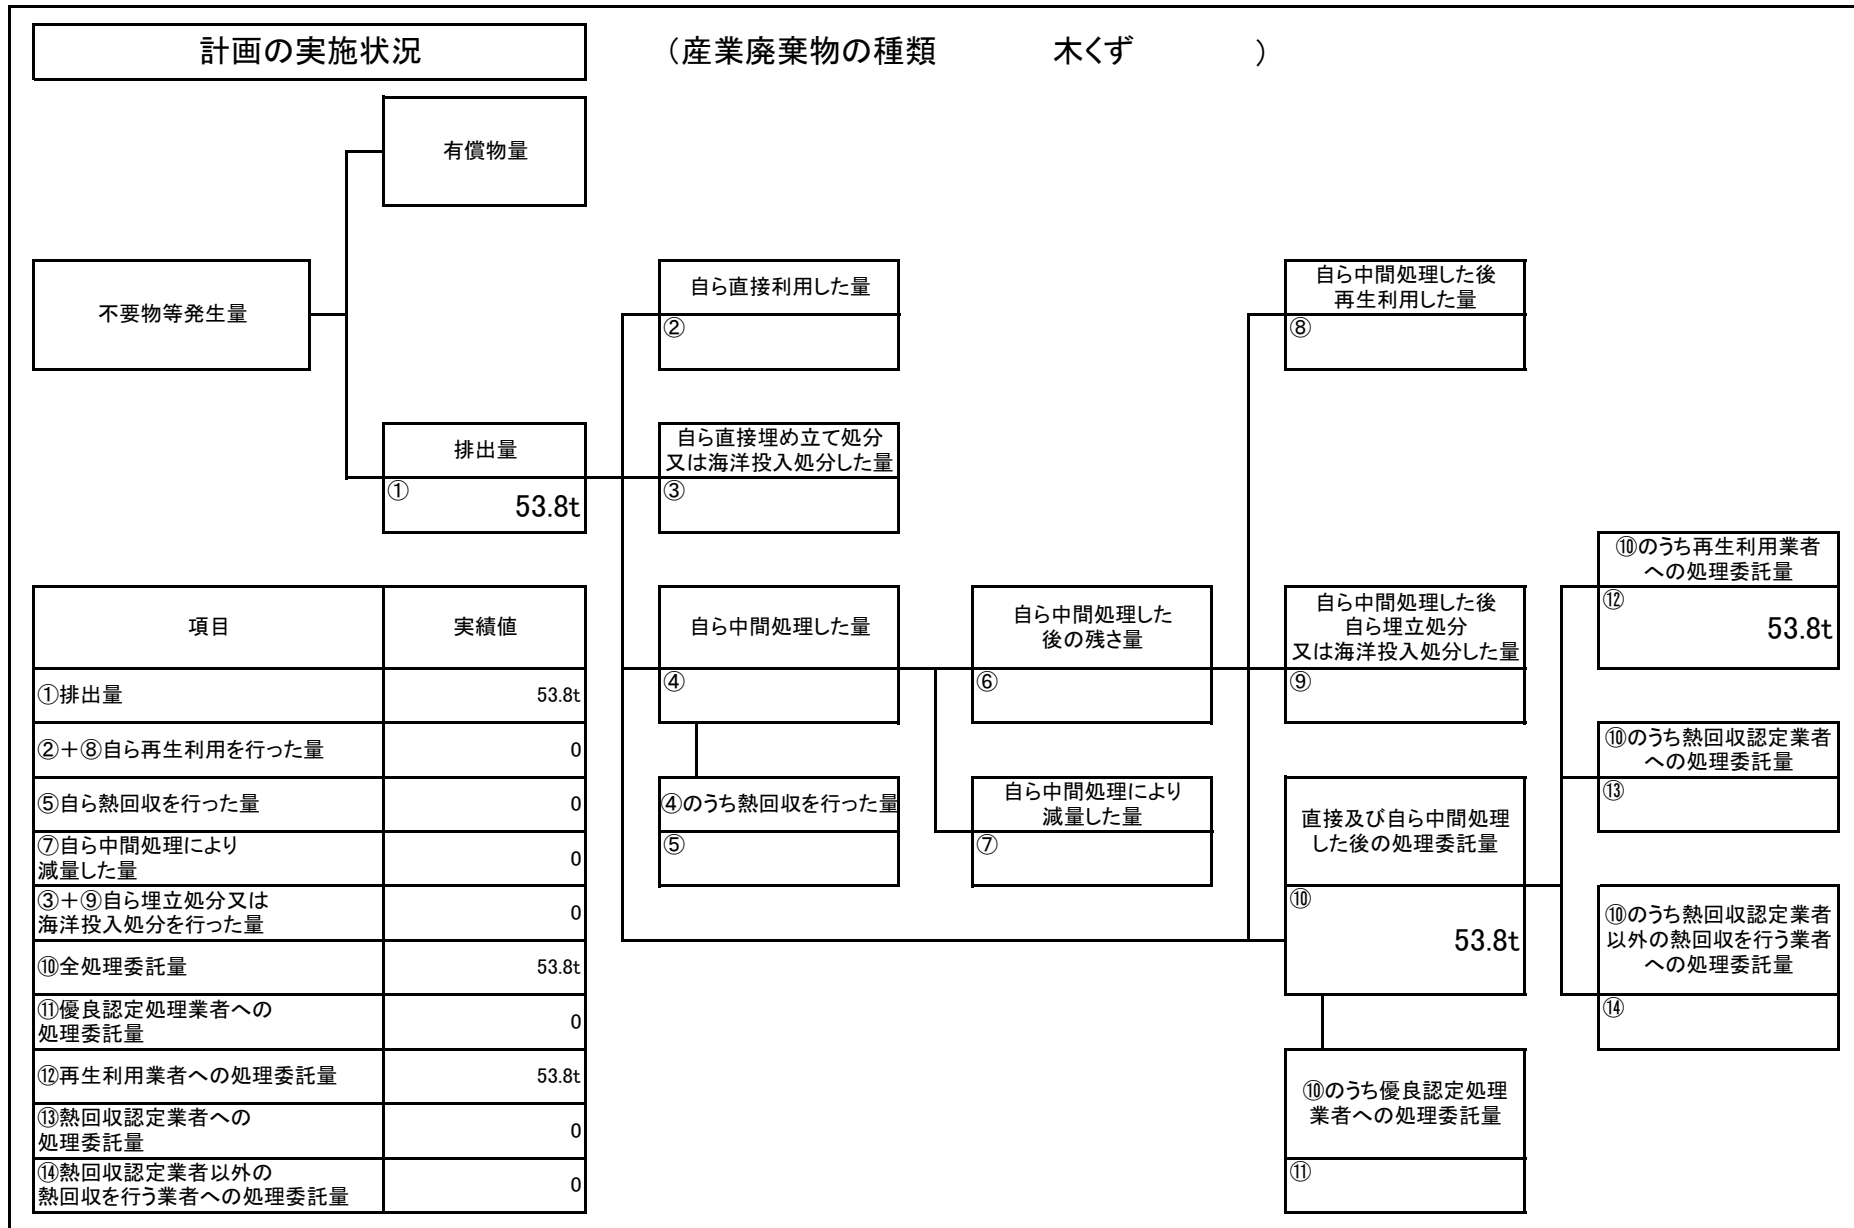 計画の実施状況
（産業廃棄物の種類　　　木くず　　　）
有償物量
不要物等発生量
自ら直接利用した量
②
自ら中間処理した後
再生利用した量
⑧
排出量
①
53.8t
自ら直接埋め立て処分
又は海洋投入処分した量
③
⑩のうち再生利用業者
への処理委託量
⑫
53.8t
自ら中間処理した量
④
自ら中間処理した
後の残さ量
⑥
自ら中間処理した後
自ら埋立処分
又は海洋投入処分した量
⑨
⑩のうち熱回収認定業者
への処理委託量
⑬
④のうち熱回収を行った量
⑤
自ら中間処理により
減量した量
⑦
直接及び自ら中間処理
した後の処理委託量
⑩
53.8t
⑩のうち熱回収認定業者
以外の熱回収を行う業者
への処理委託量
⑭
⑩のうち優良認定処理
業者への処理委託量
⑪
項目　実績値
①排出量　53.8t
②＋⑧自ら再生利用を行った量　0
⑤自ら熱回収を行った量　0
⑦自ら中間処理により
減量した量　0
③＋⑨自ら埋立処分又は
海洋投入処分を行った量　0
⑩全処理委託量　53.8t
⑪優良認定処理業者への
処理委託量　0
⑫再生利用業者への処理委託量　53.8t
⑬熱回収認定業者への
処理委託量　0
⑭熱回収認定業者以外の
熱回収を行う業者への処理委託量　0